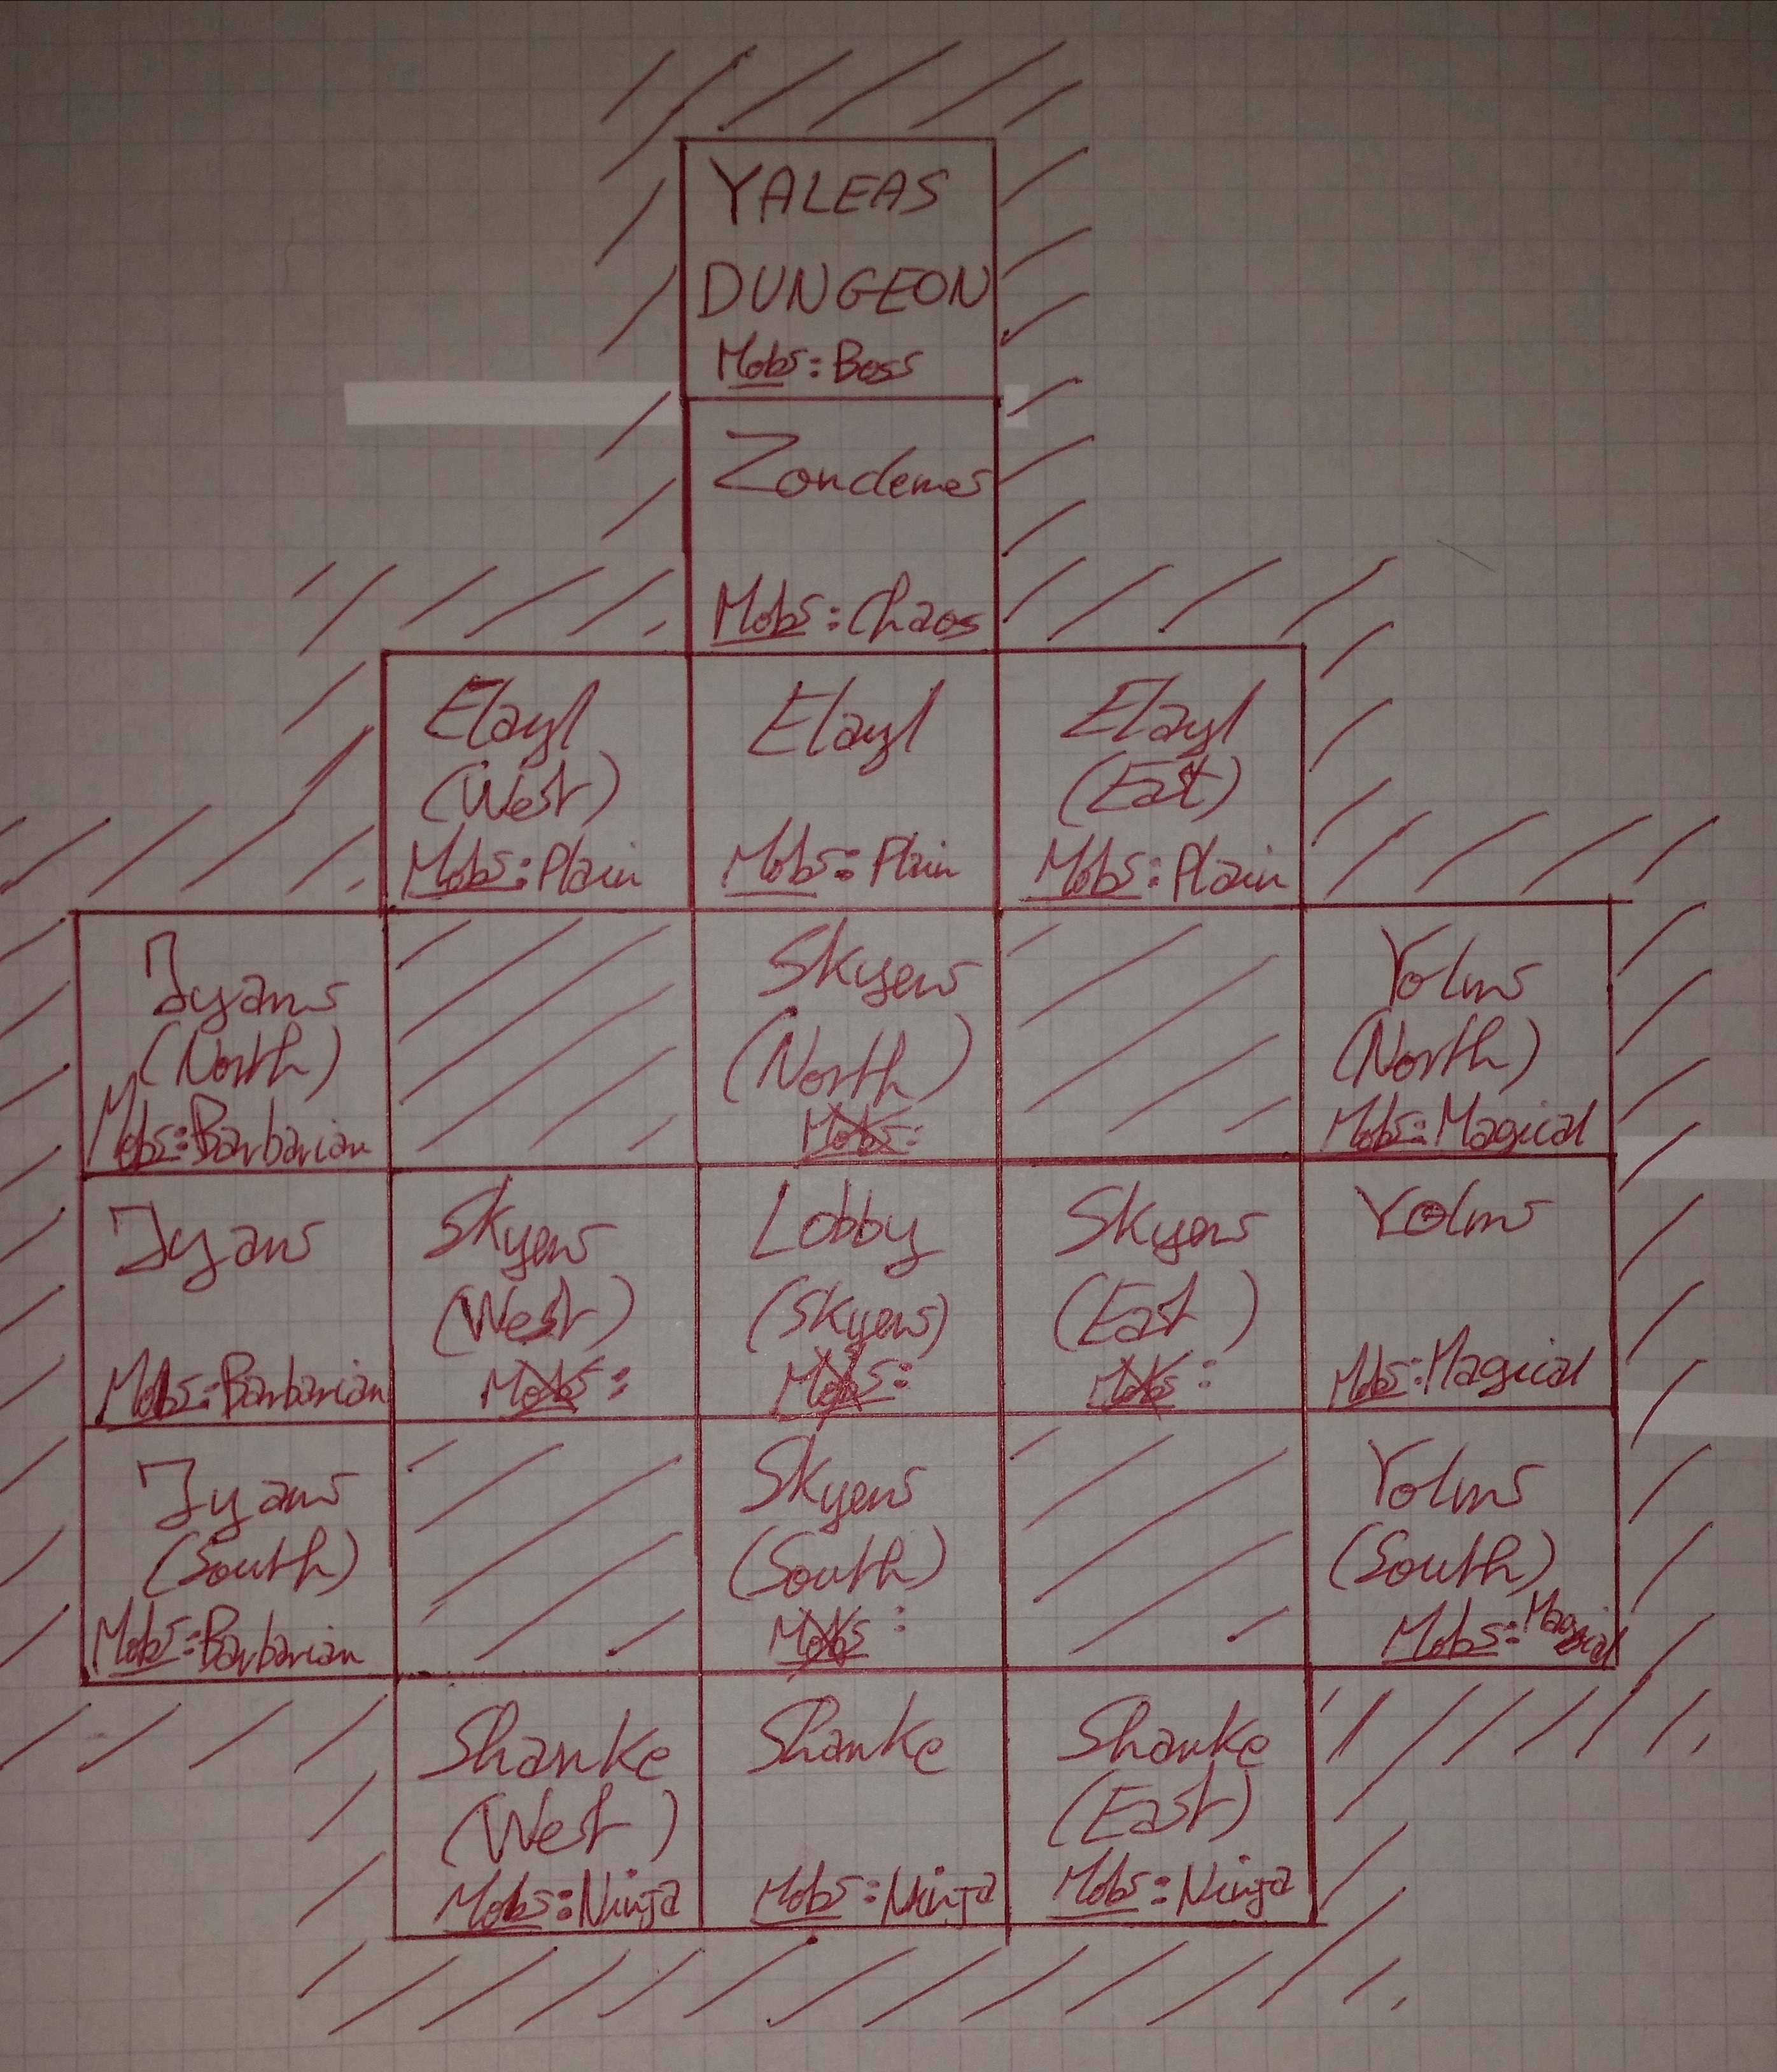 YALEAS
DUNGEON
Mobs: Boss
Zondemes
Mobs: Chaos
Elayl
(West)
Mobs: Plain
Elayl
Mobs: Plain
Elayl
(East)
Mobs: Plain
Jyans
(North)
Mobs: Barbarian
Skyens
(North)
Mobs:
Yolms
(North)
Mobs: Magical
Jyans
Mobs: Barbarian
Skyens
(West)
Mobs:
Lobby
(Skyens)
Mobs:
Skyens
(East)
Mobs:
Yolms
Mobs: Magical
Jyans
(South)
Mobs: Barbarian
Skyens
(South)
Mobs:
Yolms
(South)
Mobs: Magical
Shanke
(West)
Mobs: Ninja
Shanke
Mobs: Ninja
Shanke
(East)
Mobs: Ninja